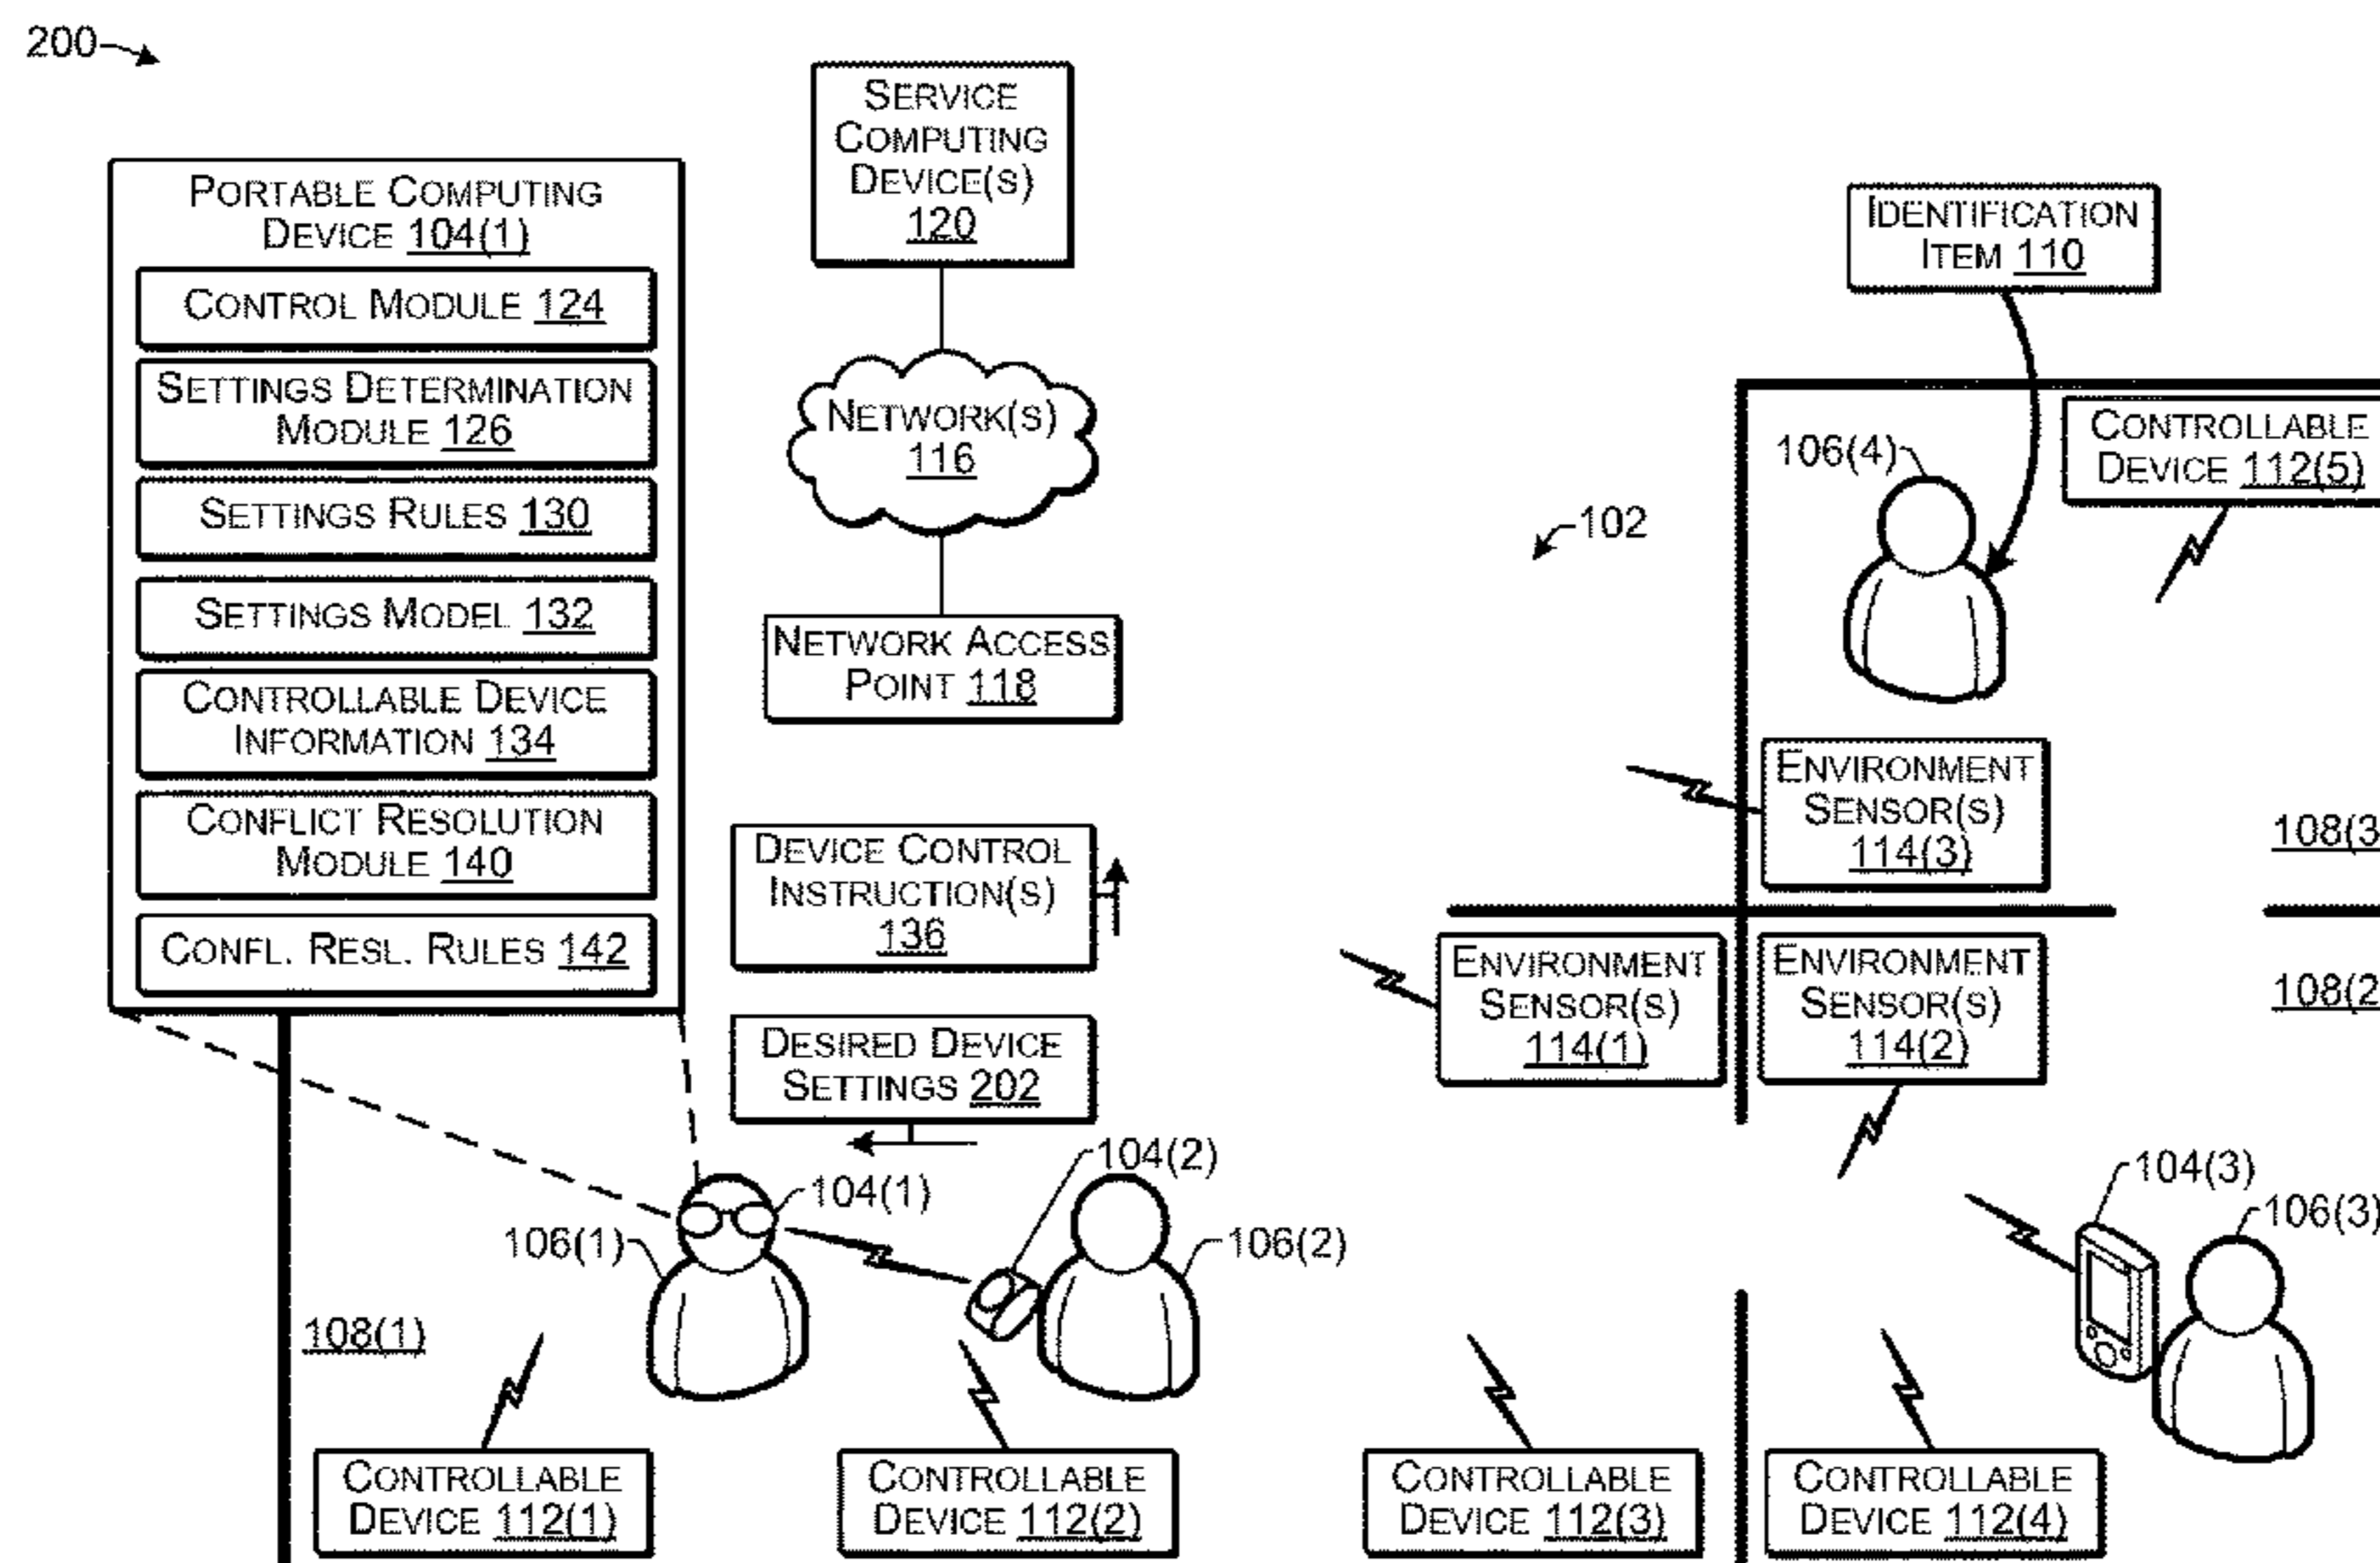 200
SERVICE
COMPUTING
DEVICE(S)
120
PORTABLE COMPUTING
DEVICE 104(1)
CONTROL MODULE 124
SETTINGS DETERMINATION
MODULE 126
SETTINGS RULES 130
SETTINGS MODEL 132
CONTROLLABLE DEVICE
INFORMATION 134
CONFLICT RESOLUTION
MODULE 140
CONFL. RESL. RULES 142
NETWORK(S)
116
NETWORK ACCESS
POINT 118
DEVICE CONTROL
INSTRUCTION(S)
136
DESIRED DEVICE
SETTINGS 202
IDENTIFICATION
ITEM 110
102
106(4)
CONTROLLABLE
DEVICE 112(5)
ENVIRONMENT
SENSOR(S)
114(3)
108(3
ENVIRONMENT
SENSOR(S)
114(1)
ENVIRONMENT
SENSOR(S)
114(2)
108(2
104(1)
104(2)
106(1)
106(2)
104(3)
106(3)
108(1)
CONTROLLABLE
DEVICE 112(1)
CONTROLLABLE
DEVICE 112(2)
CONTROLLABLE
DEVICE 112(3)
CONTROLLABLE
DEVICE 112(4)